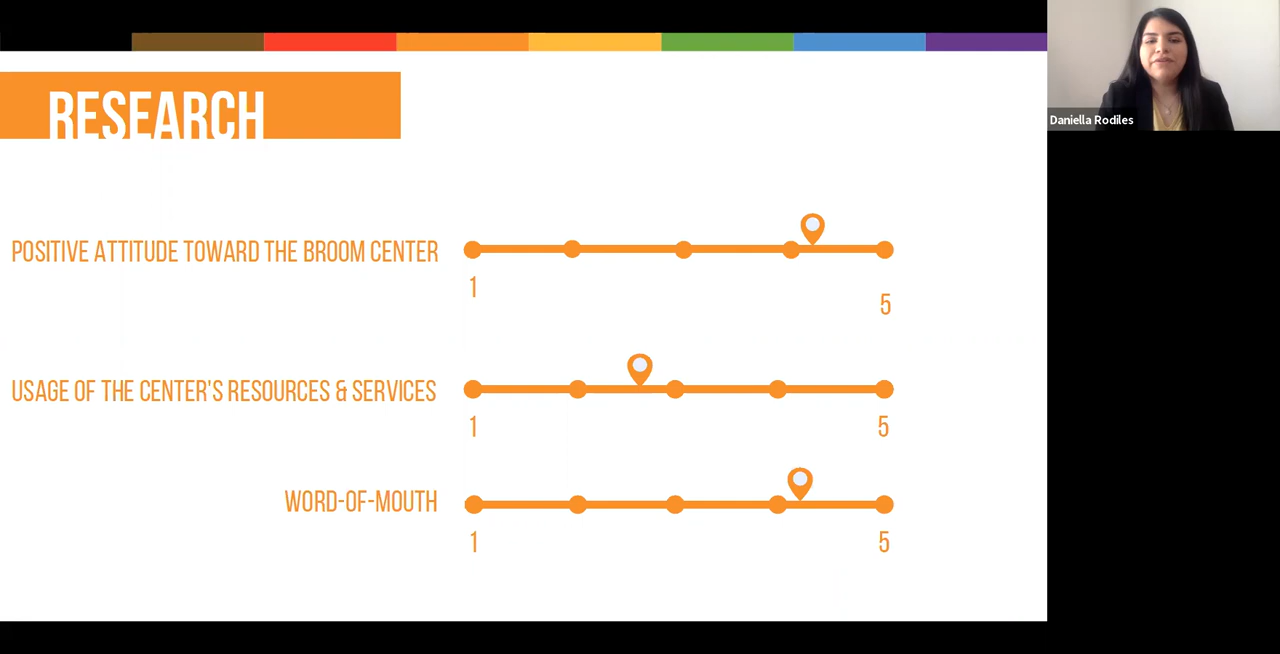 RESEARCH
Daniella Rodiles
POSITIVE ATTITUDE TOWARD THE BROOM CENTER
1
5
USAGE OF THE CENTER'S RESOURCES & SERVICES
1
5
WORD-OF-MOUTH
1
5